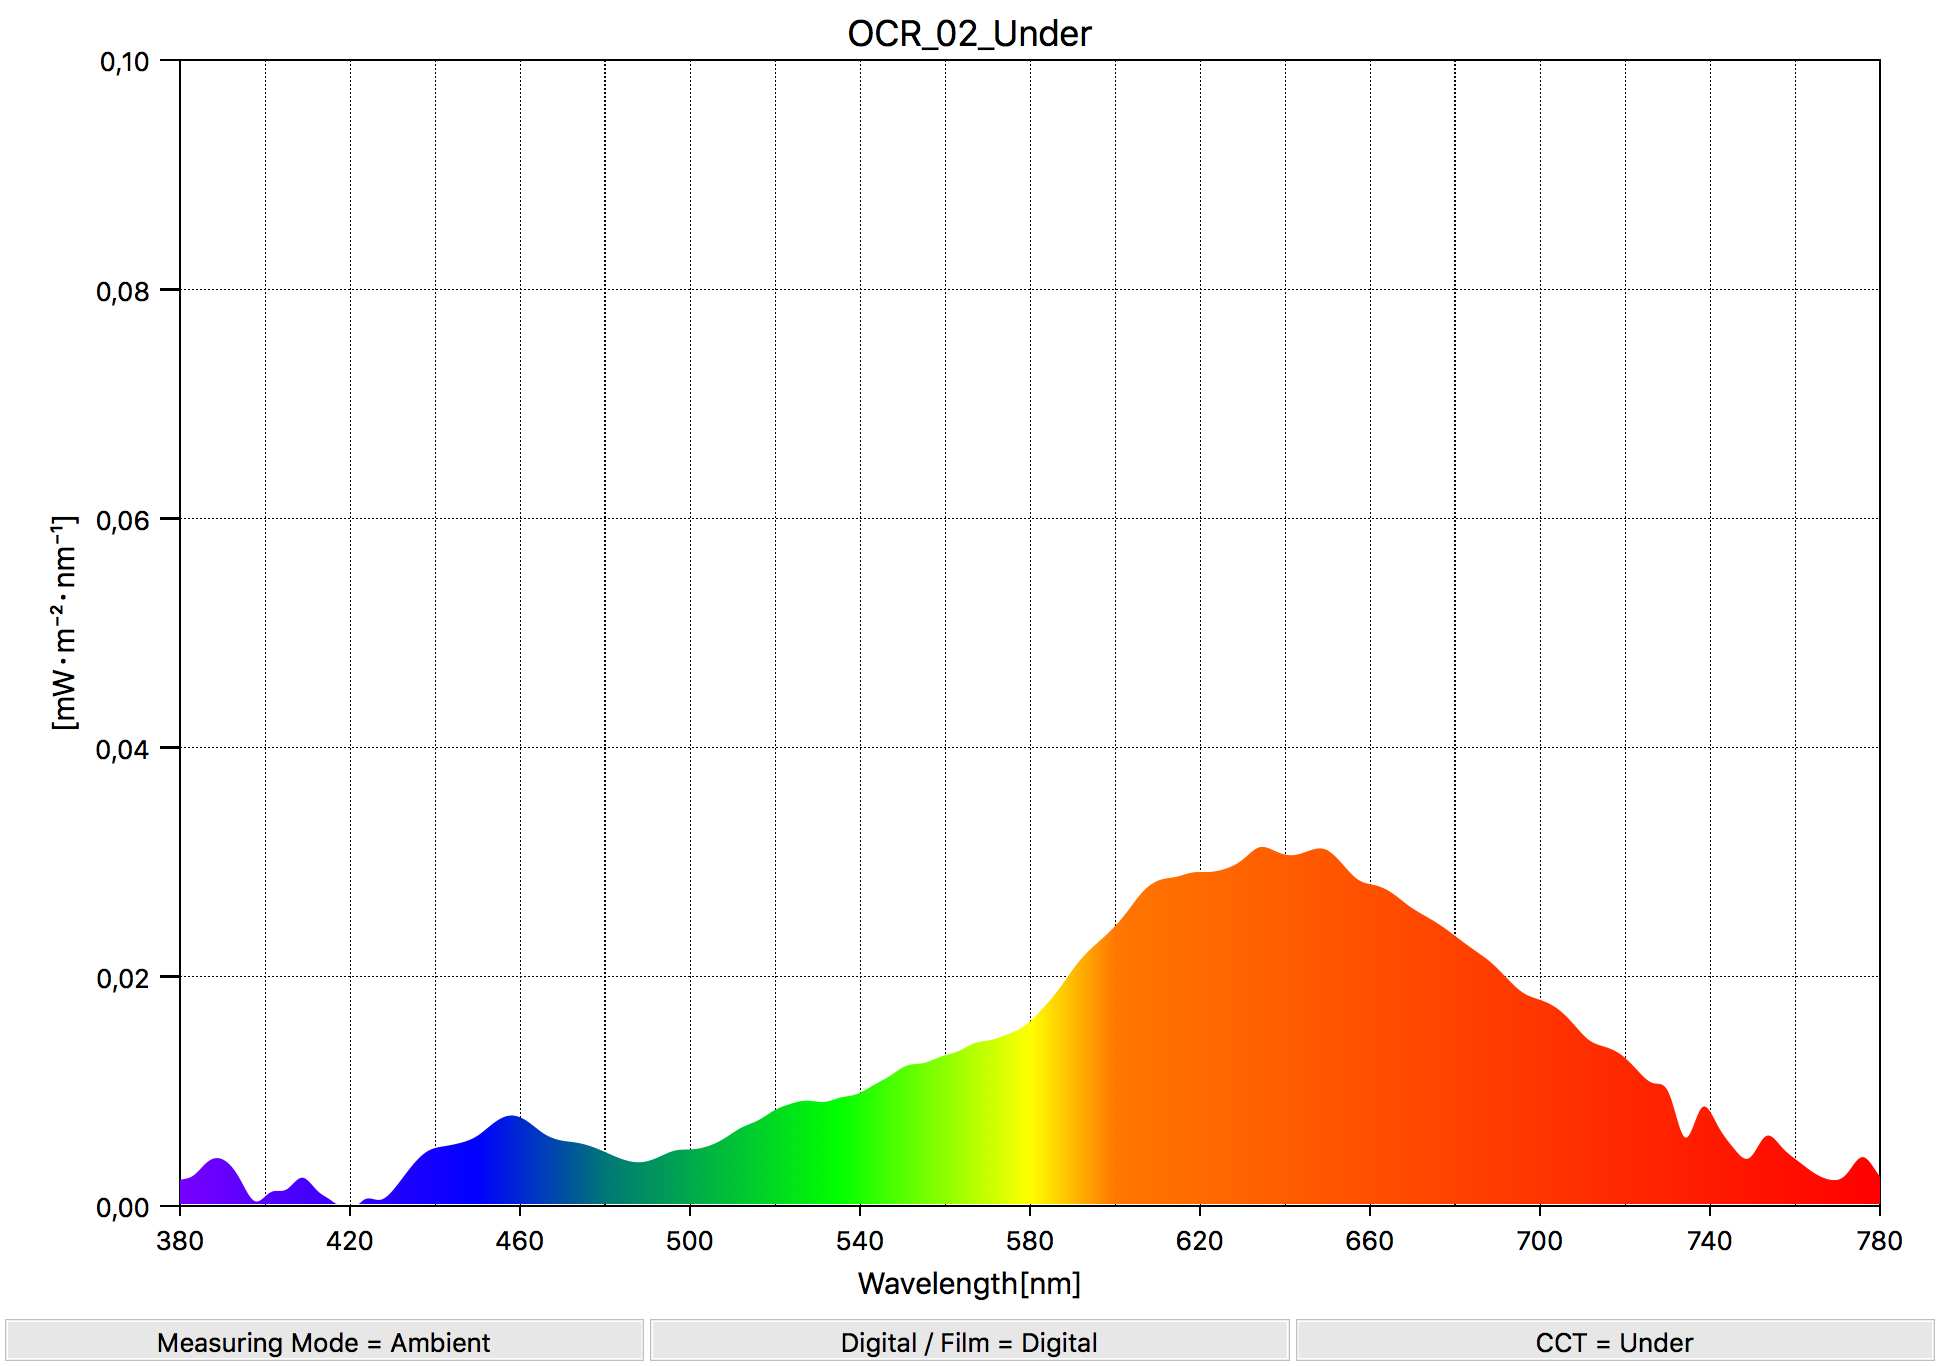 OCR_02_Under
0,10
0,08
0,06
0,04
0,02
0,00
[mW·m⁻²·nm⁻¹]
380 420 460 500 540 580 620 660 700 740 780
Wavelength[nm]
Measuring Mode = Ambient
Digital / Film = Digital
CCT = Under